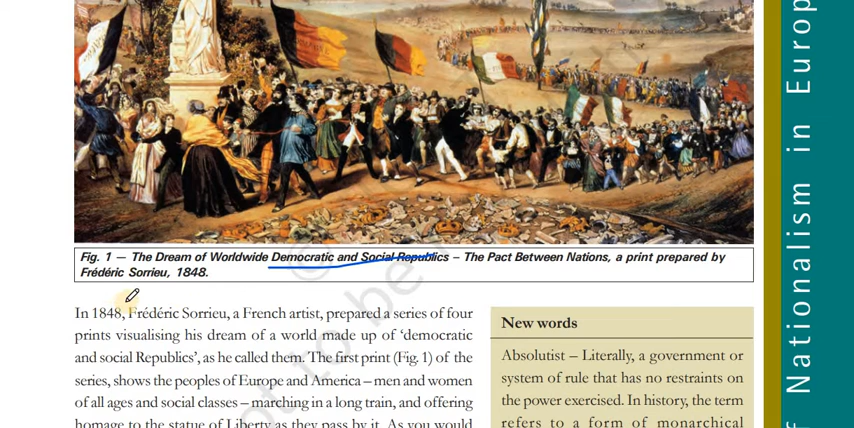 Fig. 1 — The Dream of Worldwide Democratic and Social Republics – The Pact Between Nations, a print prepared by
Frédéric Sorrieu, 1848.
In 1848, Frédéric Sorrieu, a French artist, prepared a series of four
prints visualising his dream of a world made up of ‘democratic
and social Republics’, as he called them. The first print (Fig. 1) of the
series, shows the peoples of Europe and America – men and women
of all ages and social classes – marching in a long train, and offering
homage to the statue of Liberty as they pass by it. As you would
New words
Absolutist – Literally, a government or
system of rule that has no restraints on
the power exercised. In history, the term
refers to a form of monarchical
f Nationalism in Europ